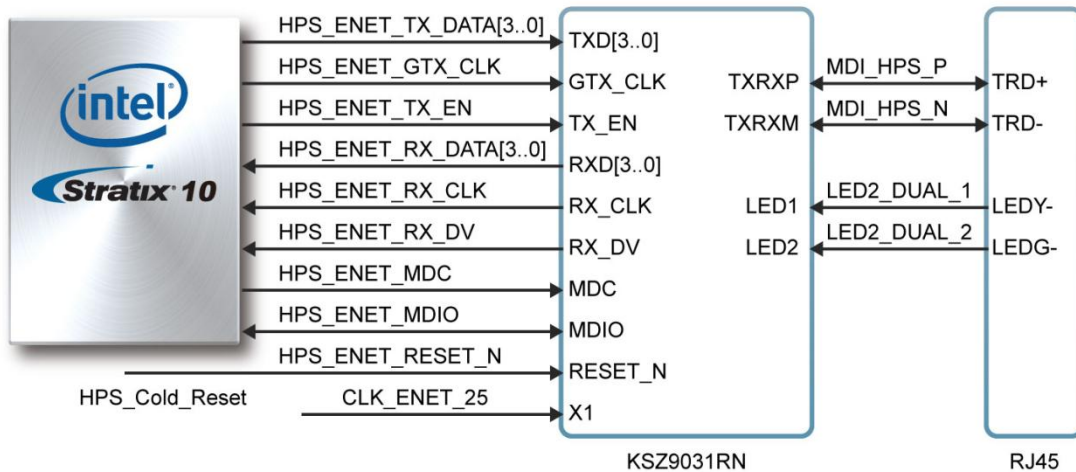 HPS_ENET_TX_DATA[3..0]
TXD[3..0]
HPS_ENET_GTX_CLK
GTX_CLK
TXRXP
MDI_HPS_P
TRD+
intel
HPS_ENET_TX_EN
TX_EN
TXRXM
MDI_HPS_N
TRD-
HPS_ENET_RX_DATA[3..0]
RXD[3..0]
Stratix® 10
HPS_ENET_RX_CLK
RX_CLK
LED1
LED2_DUAL_1
LEDY-
HPS_ENET_RX_DV
RX_DV
LED2
LED2_DUAL_2
LEDG-
HPS_ENET_MDC
MDC
HPS_ENET_MDIO
MDIO
HPS_ENET_RESET_N
RESET_N
HPS_Cold_Reset
CLK_ENET_25
X1
KSZ9031RN
RJ45